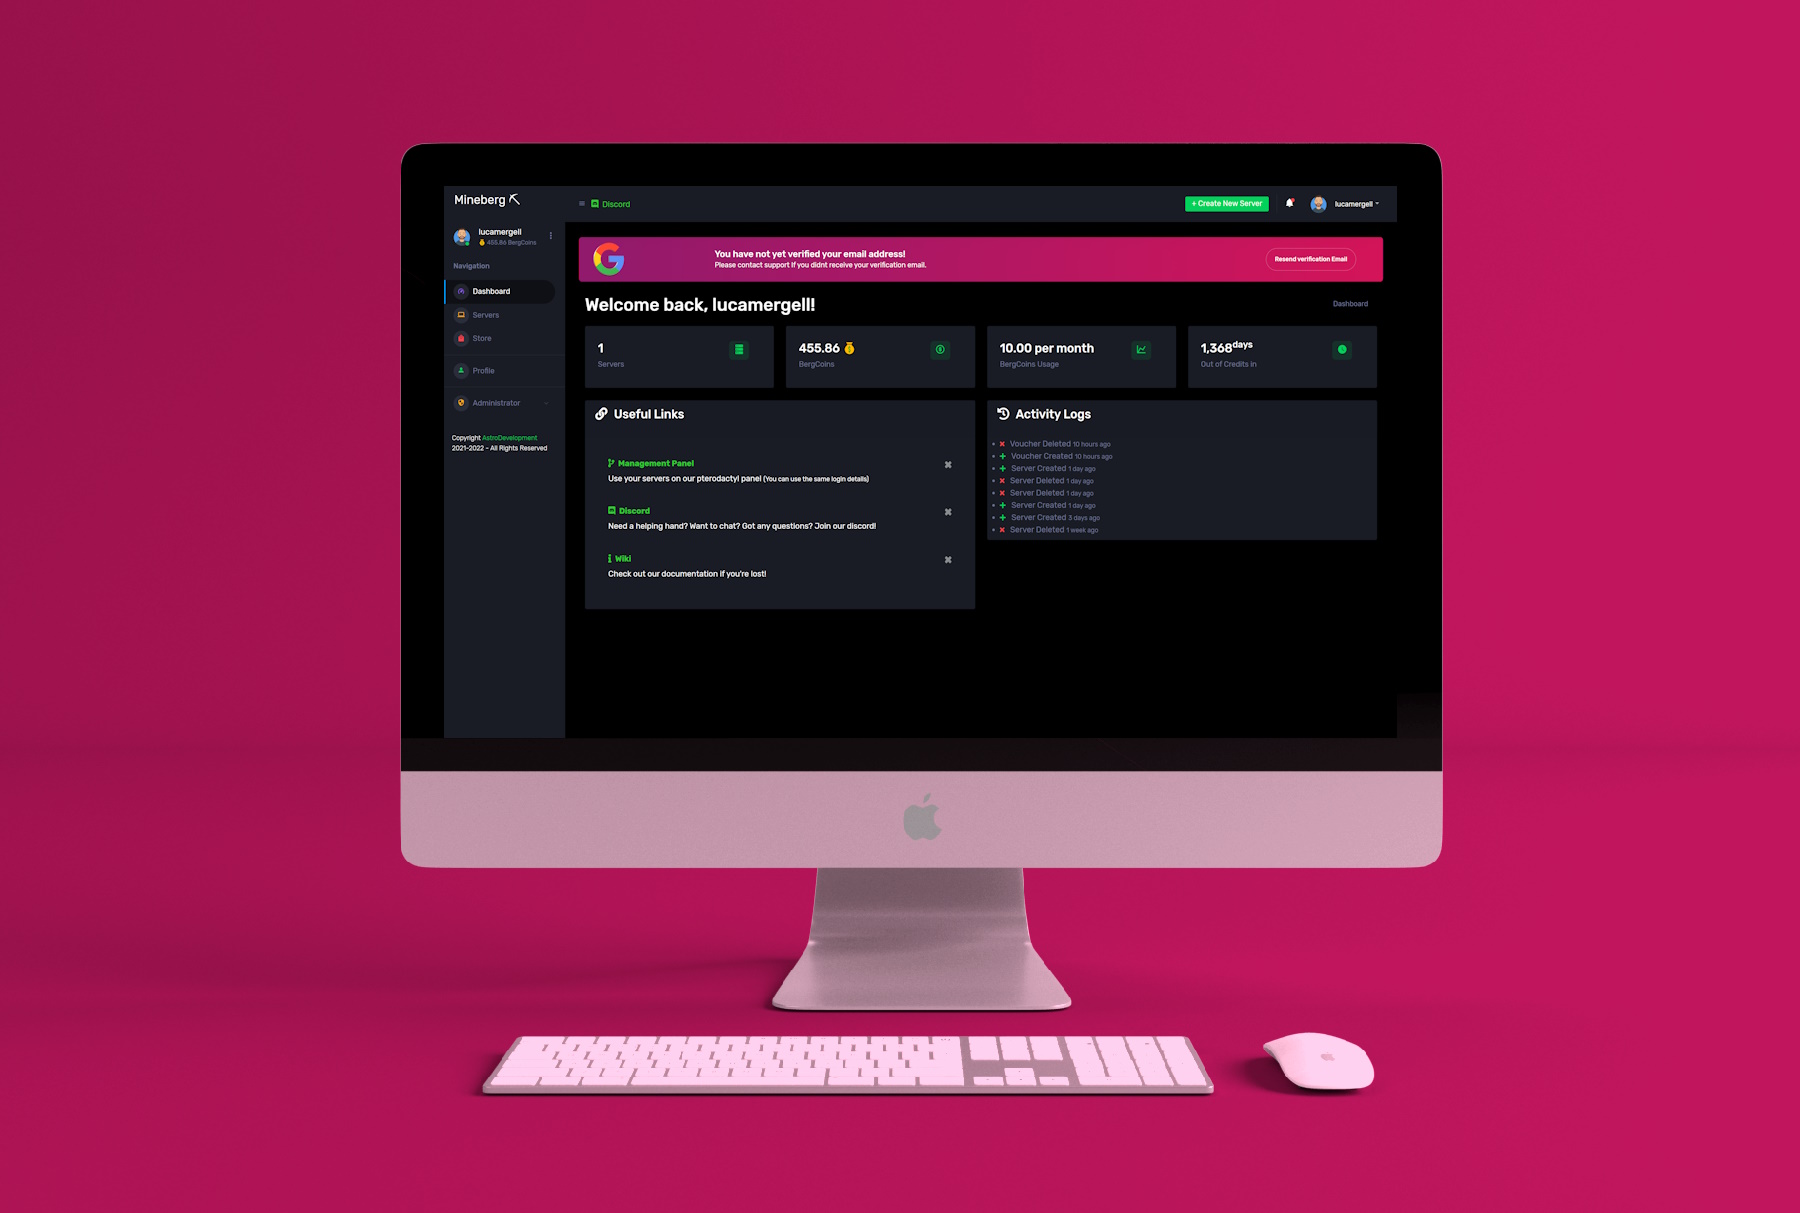 Mineberg
Discord
+ Create New Server
lucamergell
lucamergell
455.86 BergCoins
Navigation
Dashboard
Servers
Store
Profile
Administrator
Copyright AstroDevelopment
2021-2022 - All Rights Reserved
You have not yet verified your email address!
Please contact support if you didnt receive your verification email.
Resend verification Email
Welcome back, lucamergell!
Dashboard
1
Servers
455.86
BergCoins
10.00 per month
BergCoins Usage
1,368days
Out of Credits in
Useful Links
Management Panel
Use your servers on our pterodactyl panel (You can use the same login details)
Discord
Need a helping hand? Want to chat? Got any questions? Join our discord!
Wiki
Check out our documentation if you're lost!
Activity Logs
Voucher Deleted 10 hours ago
Voucher Created 10 hours ago
Server Created 1 day ago
Server Deleted 1 day ago
Server Deleted 1 day ago
Server Created 1 day ago
Server Created 3 days ago
Server Deleted 1 week ago